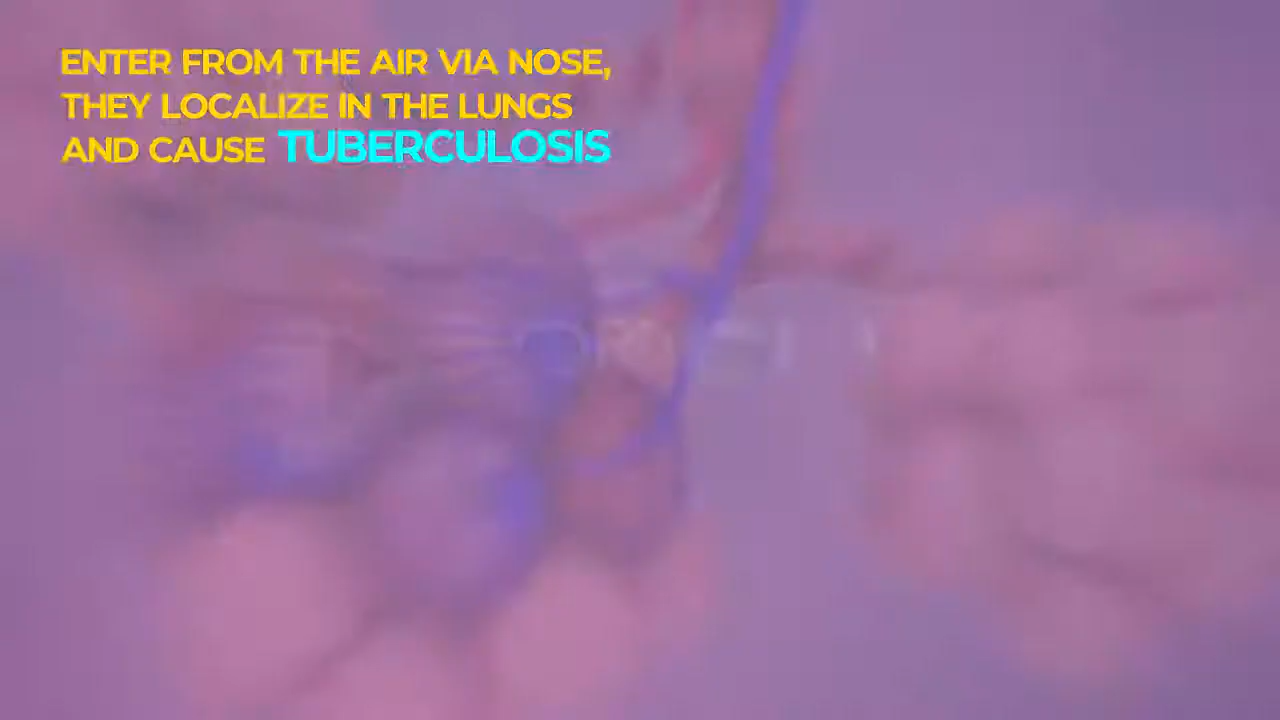 ENTER FROM THE AIR VIA NOSE,
THEY LOCALIZE IN THE LUNGS
AND CAUSE TUBERCULOSIS